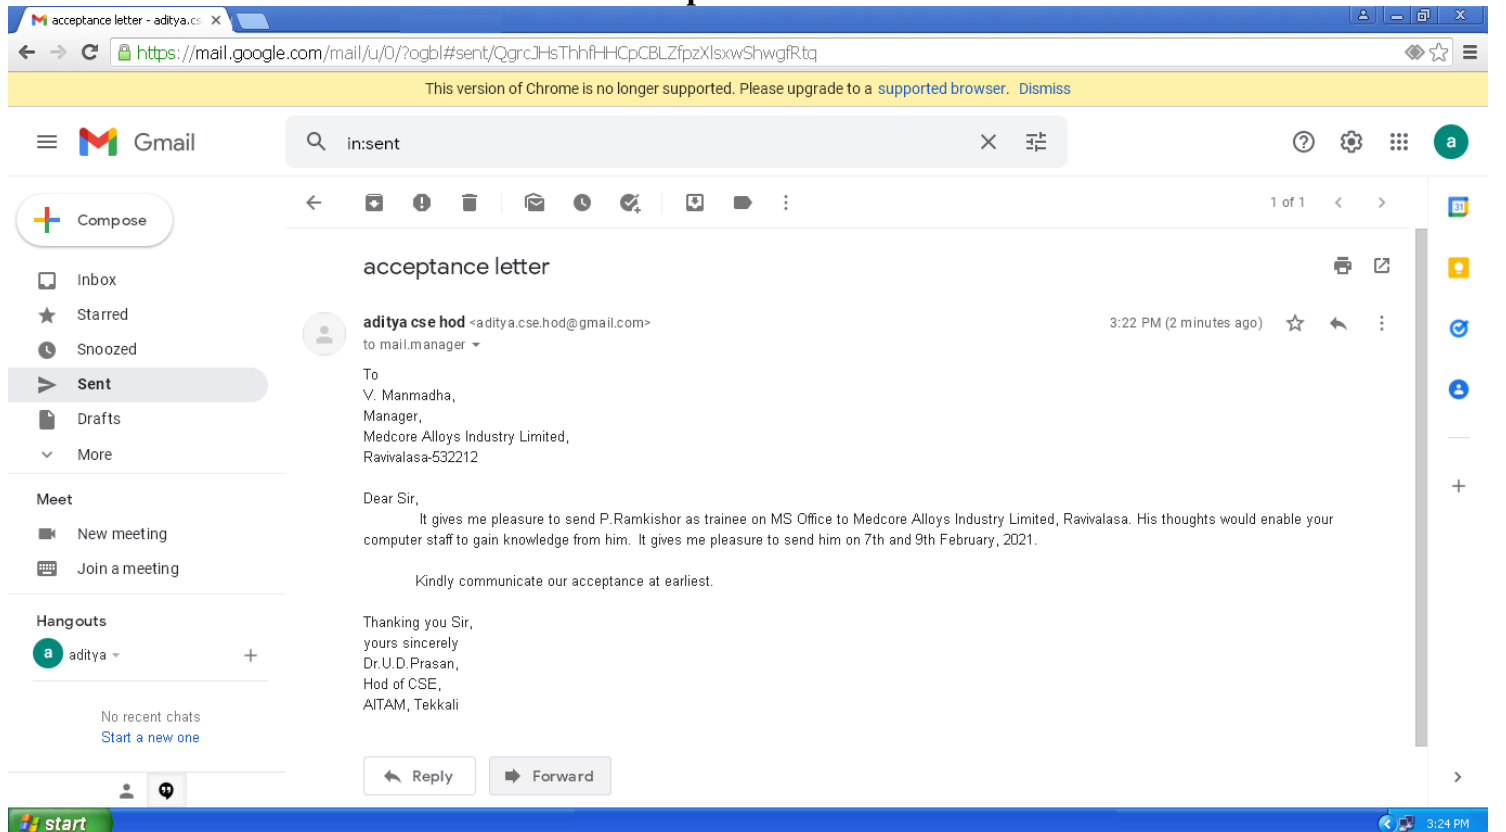 acceptance letter - aditya.cs
https://mail.google.com/mail/u/0/?ogbl#sent/QgrcJHsThhfHHCpCBLZfpzXlsxwShwgfRtq
This version of Chrome is no longer supported. Please upgrade to a supported browser. Dismiss
Gmail
in:sent
a
Compose
1 of 1
31
Inbox
Starred
Snoozed
Sent
Drafts
More
Meet
New meeting
Join a meeting
Hangouts
a aditya
No recent chats
Start a new one
acceptance letter
aditya cse hod <aditya.cse.hod@gmail.com>
3:22 PM (2 minutes ago)
to mail.manager
To
V. Manmadha,
Manager,
Medcore Alloys Industry Limited,
Ravivalasa-532212
Dear Sir,
It gives me pleasure to send P.Ramkishor as trainee on MS Office to Medcore Alloys Industry Limited, Ravivalasa. His thoughts would enable your
computer staff to gain knowledge from him. It gives me pleasure to send him on 7th and 9th February, 2021.
Kindly communicate our acceptance at earliest.
Thanking you Sir,
yours sincerely
Dr.U.D.Prasan,
Hod of CSE,
AITAM, Tekkali
Reply
Forward
start
3:24 PM